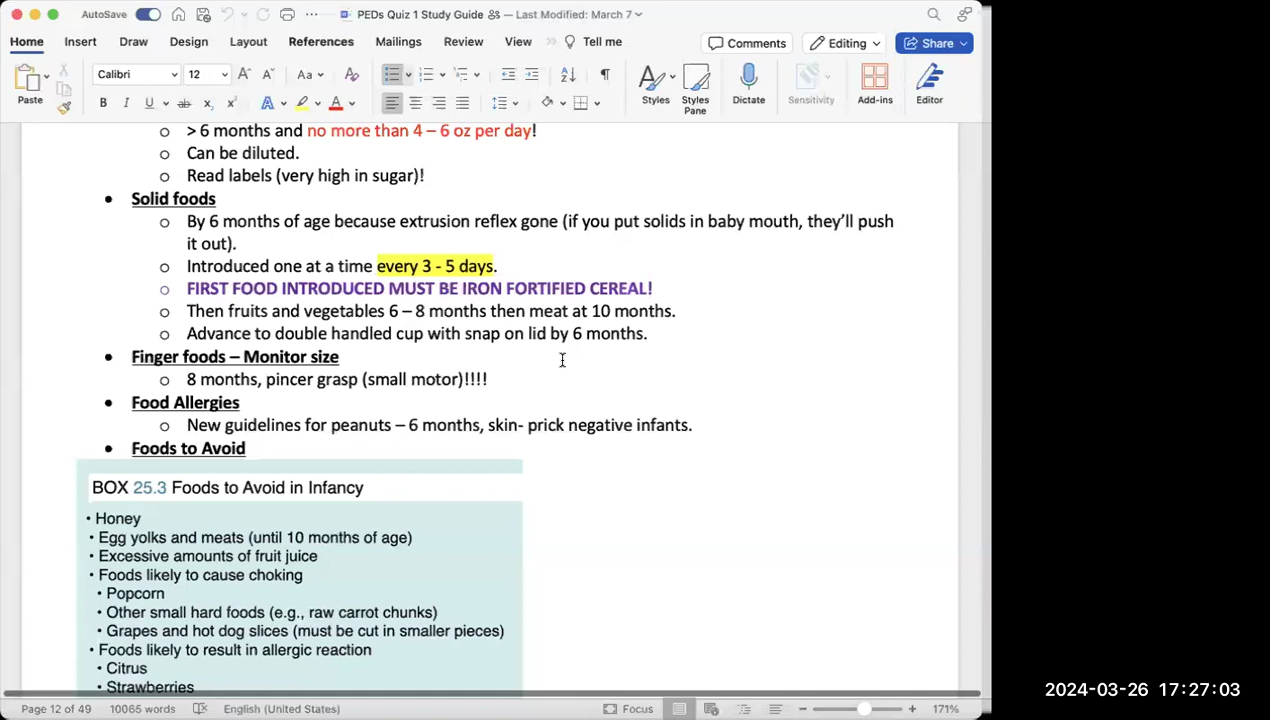 AutoSave
PEDs Quiz 1 Study Guide — Last Modified: March 7
Home Insert Draw Design Layout References Mailings Review View Tell me
Comments Editing Share
Paste
Calibri 12 Aa
B I U ab x₂ x² A A
Styles
Styles Pane
Dictate
Sensitivity
Add-ins
Editor
o > 6 months and no more than 4 – 6 oz per day!
o Can be diluted.
o Read labels (very high in sugar)!
• Solid foods
o By 6 months of age because extrusion reflex gone (if you put solids in baby mouth, they'll push
it out).
o Introduced one at a time every 3 - 5 days.
o FIRST FOOD INTRODUCED MUST BE IRON FORTIFIED CEREAL!
o Then fruits and vegetables 6 – 8 months then meat at 10 months.
o Advance to double handled cup with snap on lid by 6 months.
• Finger foods – Monitor size
o 8 months, pincer grasp (small motor)!!!!
• Food Allergies
o New guidelines for peanuts – 6 months, skin- prick negative infants.
• Foods to Avoid
BOX 25.3 Foods to Avoid in Infancy
• Honey
• Egg yolks and meats (until 10 months of age)
• Excessive amounts of fruit juice
• Foods likely to cause choking
• Popcorn
• Other small hard foods (e.g., raw carrot chunks)
• Grapes and hot dog slices (must be cut in smaller pieces)
• Foods likely to result in allergic reaction
• Citrus
• Strawberries
Page 12 of 49 10065 words English (United States) Focus 171%
2024-03-26 17:27:03